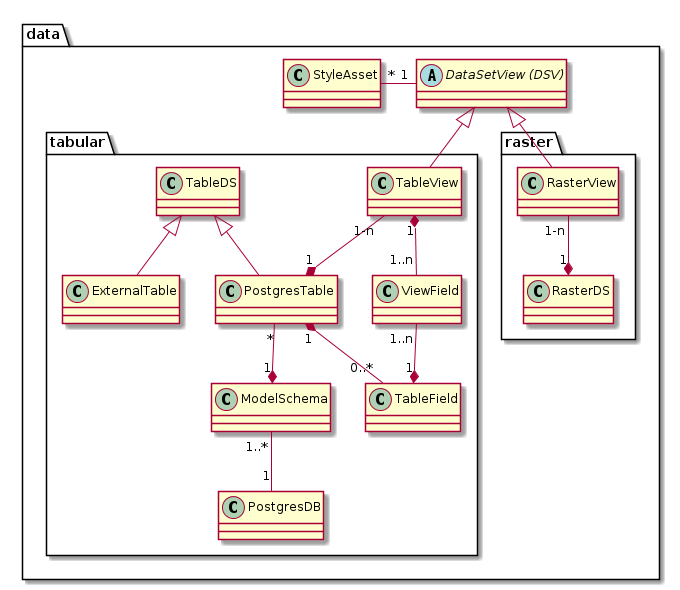 data
C StyleAsset
* 1
A DataSetView (DSV)
tabular
raster
C TableDS
C TableView
C RasterView
1-n
1
1-n
1
1..n
1
C ExternalTable
C PostgresTable
C ViewField
C RasterDS
*
1
1..n
1
0..*
1
C ModelSchema
C TableField
1..*
1
C PostgresDB